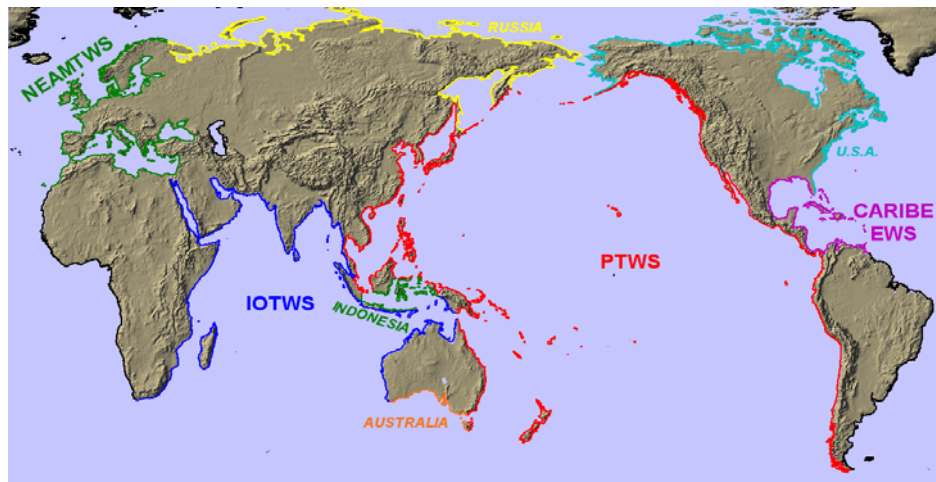 RUSSIA
NEAMTWS
U.S.A.
CARIBE
EWS
PTWS
IOTWS
INDONESIA
AUSTRALIA